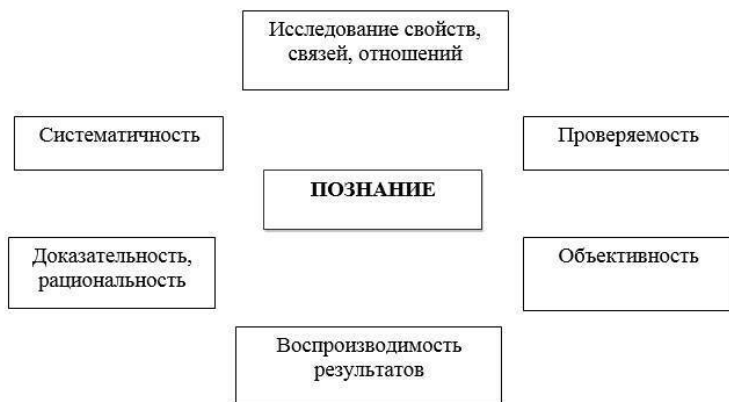 Исследование свойств,
связей, отношений
Систематичность
Проверяемость
ПОЗНАНИЕ
Доказательность,
рациональность
Объективность
Воспроизводимость
результатов